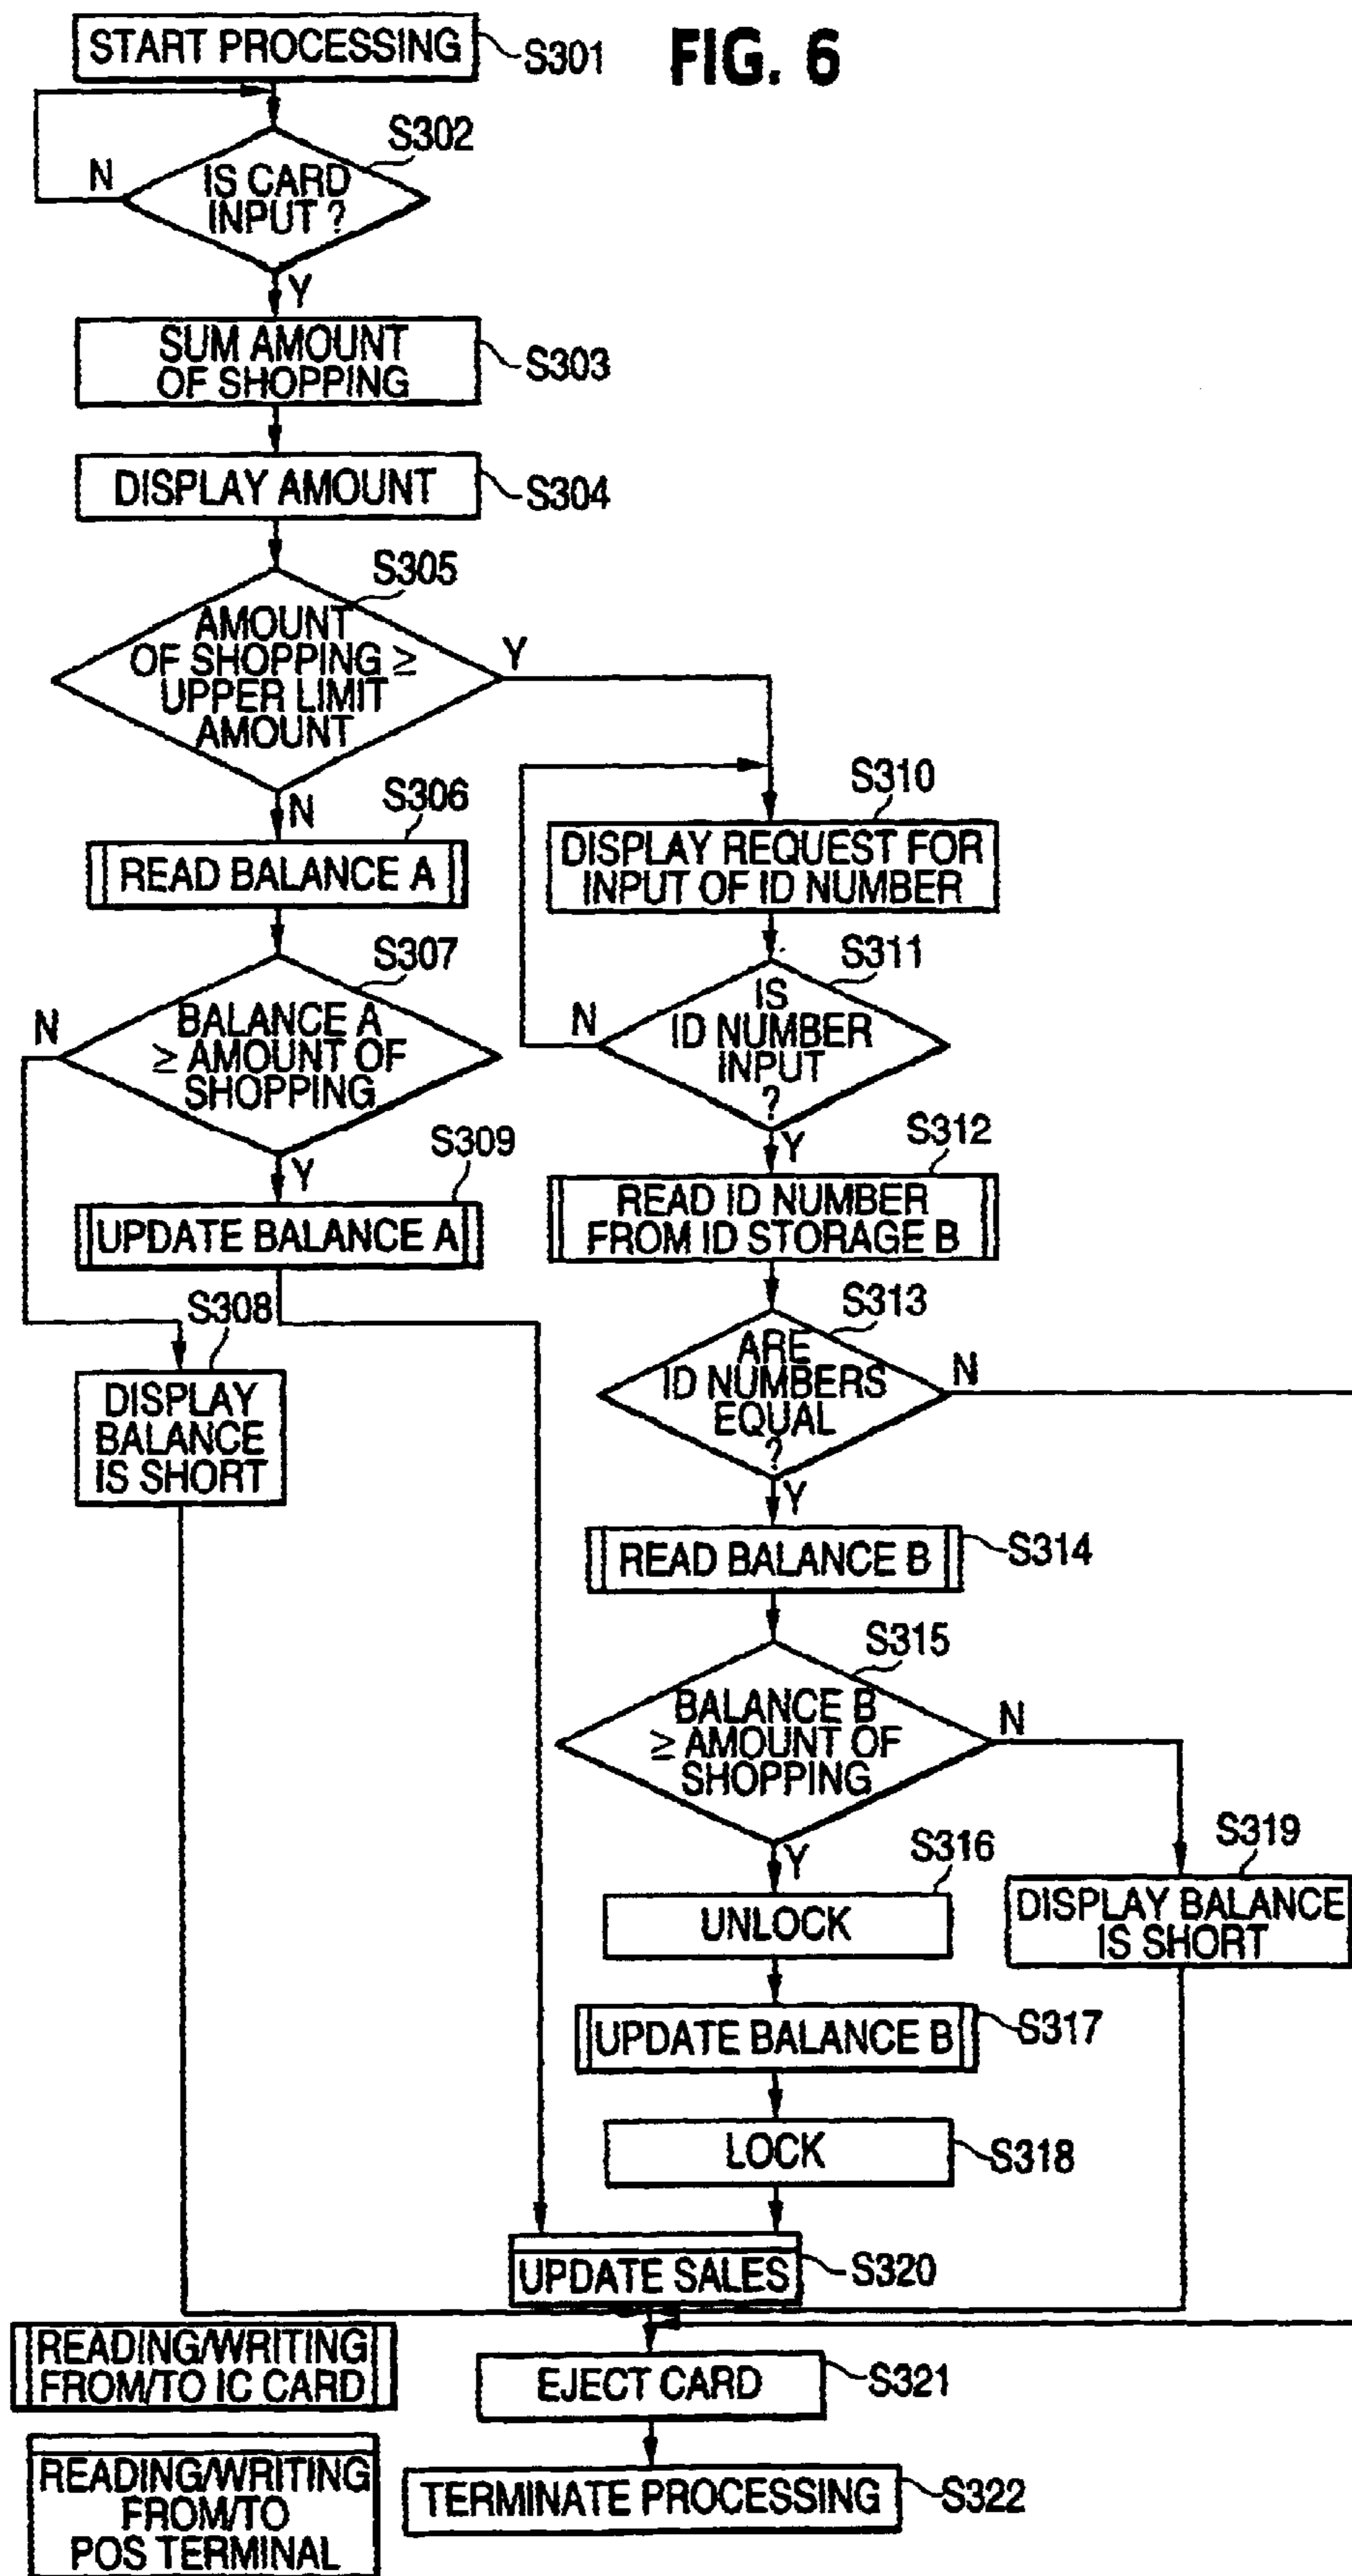 FIG. 6
START PROCESSING
S301
S302
IS CARD
INPUT ?
N
Y
SUM AMOUNT
OF SHOPPING
S303
DISPLAY AMOUNT
S304
S305
AMOUNT
OF SHOPPING ≥
UPPER LIMIT
AMOUNT
Y
N
S306
READ BALANCE A
S307
BALANCE A
≥ AMOUNT OF
SHOPPING
N
Y
S309
UPDATE BALANCE A
S308
DISPLAY
BALANCE
IS SHORT
S310
DISPLAY REQUEST FOR
INPUT OF ID NUMBER
S311
IS
ID NUMBER
INPUT
?
N
Y
S312
READ ID NUMBER
FROM ID STORAGE B
S313
ARE
ID NUMBERS
EQUAL
?
N
Y
READ BALANCE B
S314
S315
BALANCE B
≥ AMOUNT OF
SHOPPING
N
Y
S316
UNLOCK
S319
DISPLAY BALANCE
IS SHORT
UPDATE BALANCE B
S317
LOCK
S318
UPDATE SALES
S320
READING/WRITING
FROM/TO IC CARD
EJECT CARD
S321
READING/WRITING
FROM/TO
POS TERMINAL
TERMINATE PROCESSING
S322